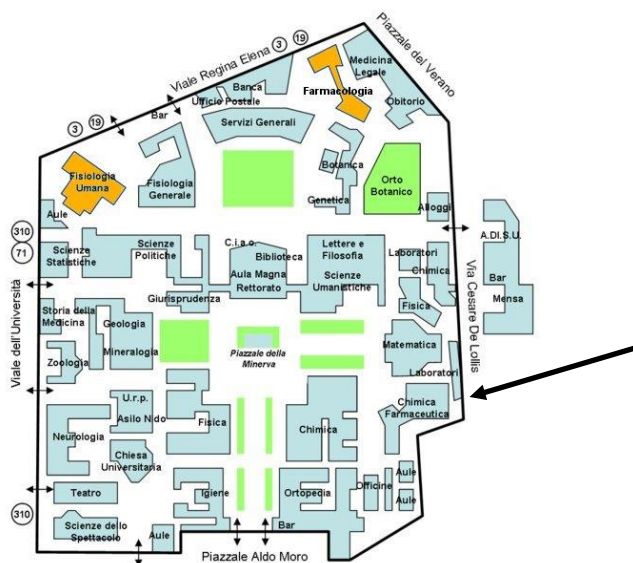 Viale Regina Elena
3
19
Piazzale del Verano
Medicina
Legale
Obitorio
Farmacologia
Banca
Ufficio Postale
Servizi Generali
Bar
3
19
Fisiologia
Umana
Fisiologia
Generale
Botanica
Genetica
Orto
Botanico
Alloggi
Aule
310
71
Scienze
Statistiche
Scienze
Politiche
C.i.a.o.
Biblioteca
Aula Magna
Rettorato
Lettere e
Filosofia
Scienze
Umanistiche
Laboratori
Chimica
A.DI.S.U.
Bar
Mensa
Via Cesare De Lollis
Viale dell'Università
Giurisprudenza
Fisica
Storia della
Medicina
Geologia
Mineralogia
Piazzale della
Minerva
Matematica
Laboratori
Zoologia
U.r.p.
Asilo Nido
Fisica
Chimica
Chimica
Farmaceutica
Neurologia
Chiesa
Universitaria
Teatro
Igiene
Ortopedia
Officine
Aule
Aule
310
Scienze dello
Spettacolo
Aule
Bar
Piazzale Aldo Moro